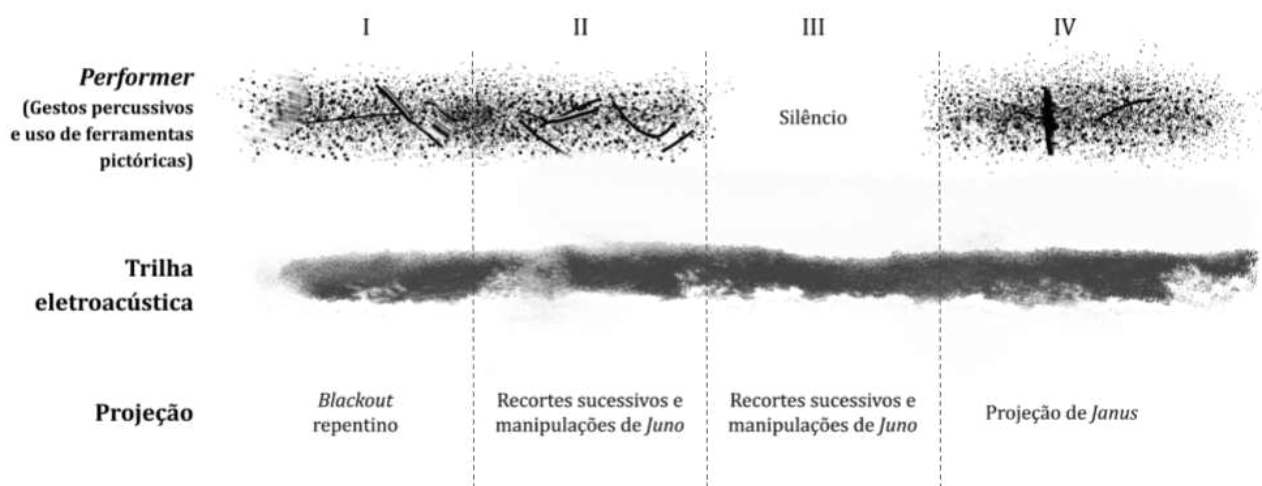 I
II
III
IV
Performer
(Gestos percussivos
e uso de ferramentas
pictóricas)
Silêncio
Trilha
eletroacústica
Projeção
Blackout
repentino
Recortes sucessivos e
manipulações de Juno
Recortes sucessivos e
manipulações de Juno
Projeção de Janus